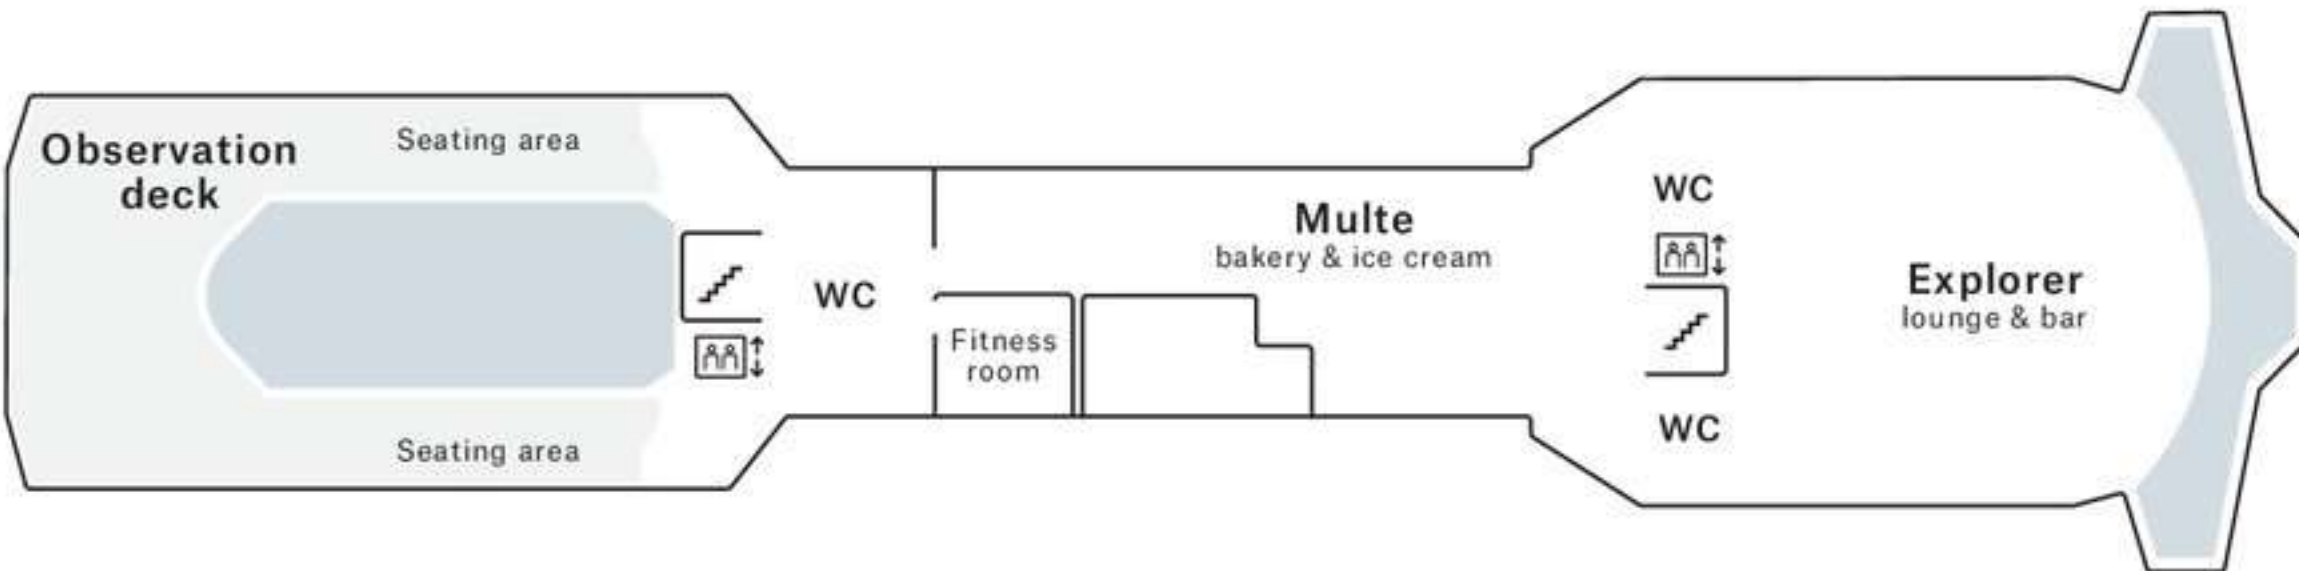 Observation
deck
Seating area
Seating area
WC
Fitness
room
Multe
bakery & ice cream
WC
WC
Explorer
lounge & bar